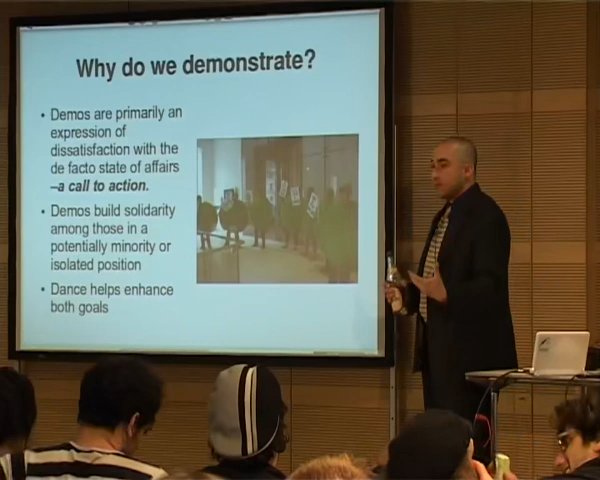 Why do we demonstrate?
• Demos are primarily an
expression of
dissatisfaction with the
de facto state of affairs
–a call to action.
• Demos build solidarity
among those in a
potentially minority or
isolated position
• Dance helps enhance
both goals